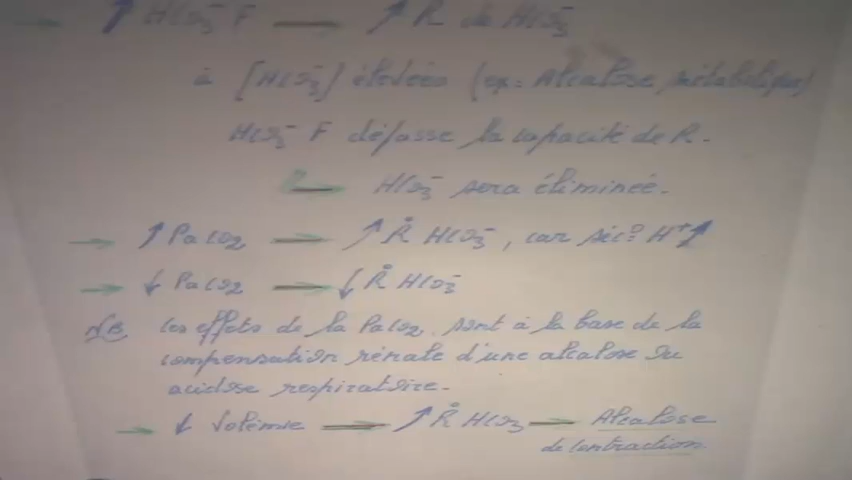 → ↑ HCO3⁻ F → ↗ R de HCO3⁻
à [HCO3⁻] élevées (ex: Alcalose métabolique)
HCO3⁻ F dépasse la capacité de R.
→ HCO3⁻ sera éliminée.
→ ↗ PaCO2 → ↗ R° HCO3⁻, car séc° H⁺ ↗
→ ↓ PaCO2 → ↓ R° HCO3⁻
NB les effets de la PaCO2 sont à la base de la
compensation rénale d'une alcalose ou
acidose respiratoire.
→ ↓ Volémie → ↗ R° HCO3 → Alcalose
de contraction